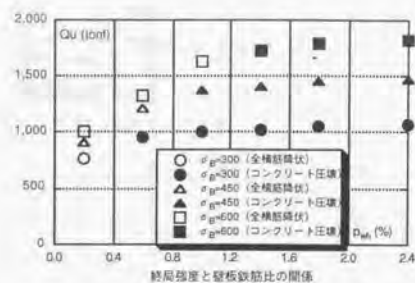 Qu (tonf)
2,000
1,500
1,000
500
0
○ σB=300 (全横筋降伏)
● σB=300 (コンクリート圧壊)
△ σB=450 (全横筋降伏)
▲ σB=450 (コンクリート圧壊)
□ σB=600 (全横筋降伏)
■ σB=600 (コンクリート圧壊)
pwh (%)
0.0 0.4 0.8 1.2 1.6 2.0 2.4
終局強度と壁板鉄筋比の関係